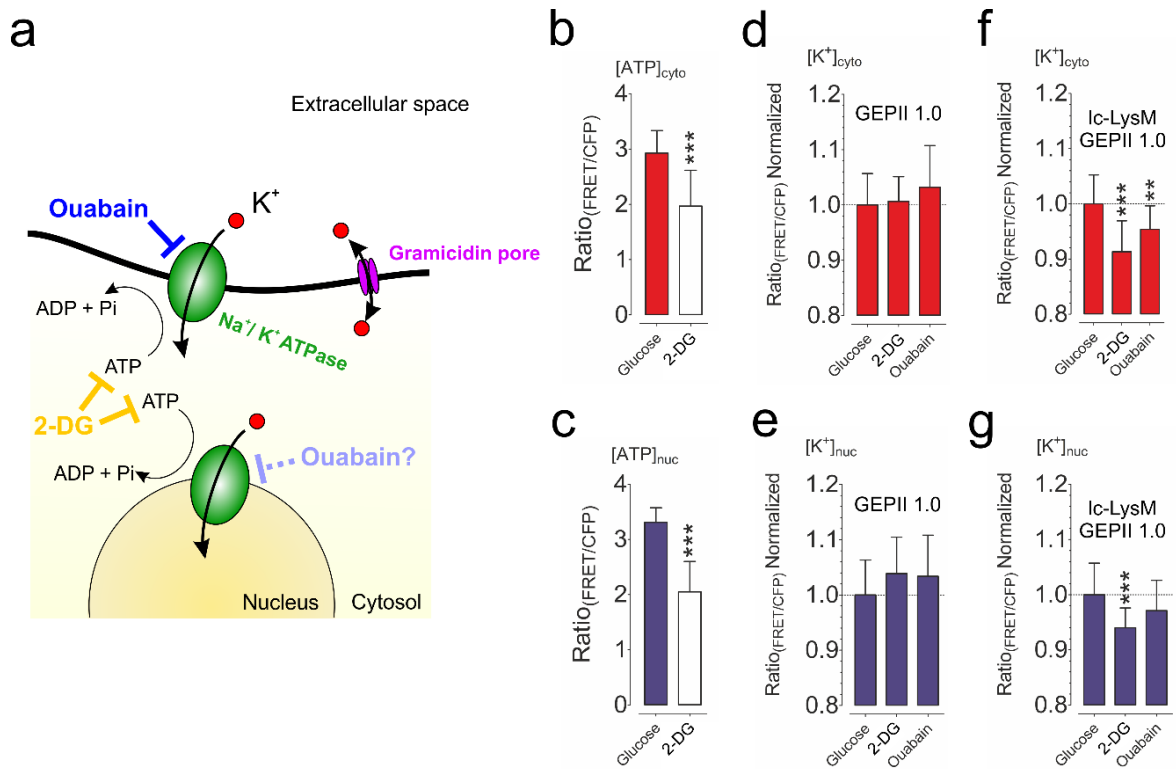 a
Extracellular space
Ouabain
K⁺
Gramicidin pore
ADP + Pi
Na⁺/ K⁺ ATPase
ATP
2-DG
ATP
ADP + Pi
Ouabain?
Nucleus
Cytosol
b
[ATP]cyto
Ratio(FRET/CFP)
4
3
2
1
0
***
Glucose
2-DG
d
[K⁺]cyto
Ratio(FRET/CFP) Normalized
GEPII 1.0
1.2
1.1
1.0
0.9
0.8
Glucose
2-DG
Ouabain
f
[K⁺]cyto
Ratio(FRET/CFP) Normalized
lc-LysM
GEPII 1.0
1.2
1.1
1.0
0.9
0.8
***
**
Glucose
2-DG
Ouabain
c
[ATP]nuc
Ratio(FRET/CFP)
4
3
2
1
0
***
Glucose
2-DG
e
[K⁺]nuc
Ratio(FRET/CFP) Normalized
GEPII 1.0
1.2
1.1
1.0
0.9
0.8
Glucose
2-DG
Ouabain
g
[K⁺]nuc
Ratio(FRET/CFP) Normalized
lc-LysM
GEPII 1.0
1.2
1.1
1.0
0.9
0.8
***
Glucose
2-DG
Ouabain